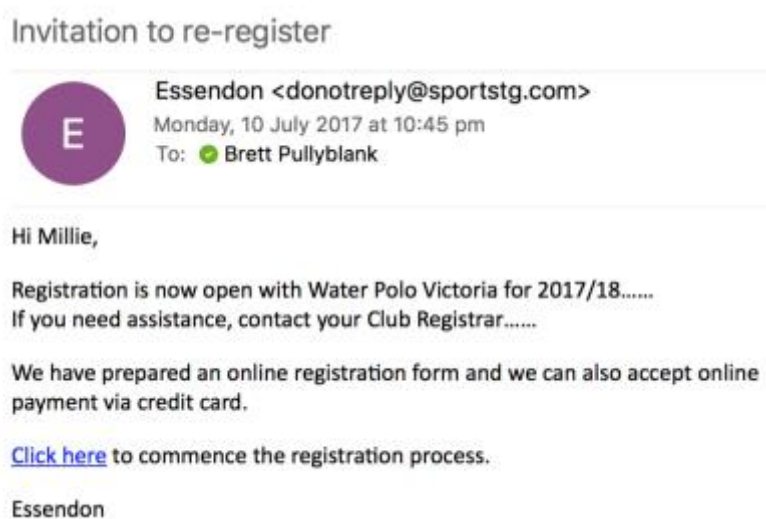 Invitation to re-register
E
Essendon <donotreply@sportstg.com>
Monday, 10 July 2017 at 10:45 pm
To: Brett Pullyblank
Hi Millie,
Registration is now open with Water Polo Victoria for 2017/18......
If you need assistance, contact your Club Registrar......
We have prepared an online registration form and we can also accept online
payment via credit card.
Click here to commence the registration process.
Essendon